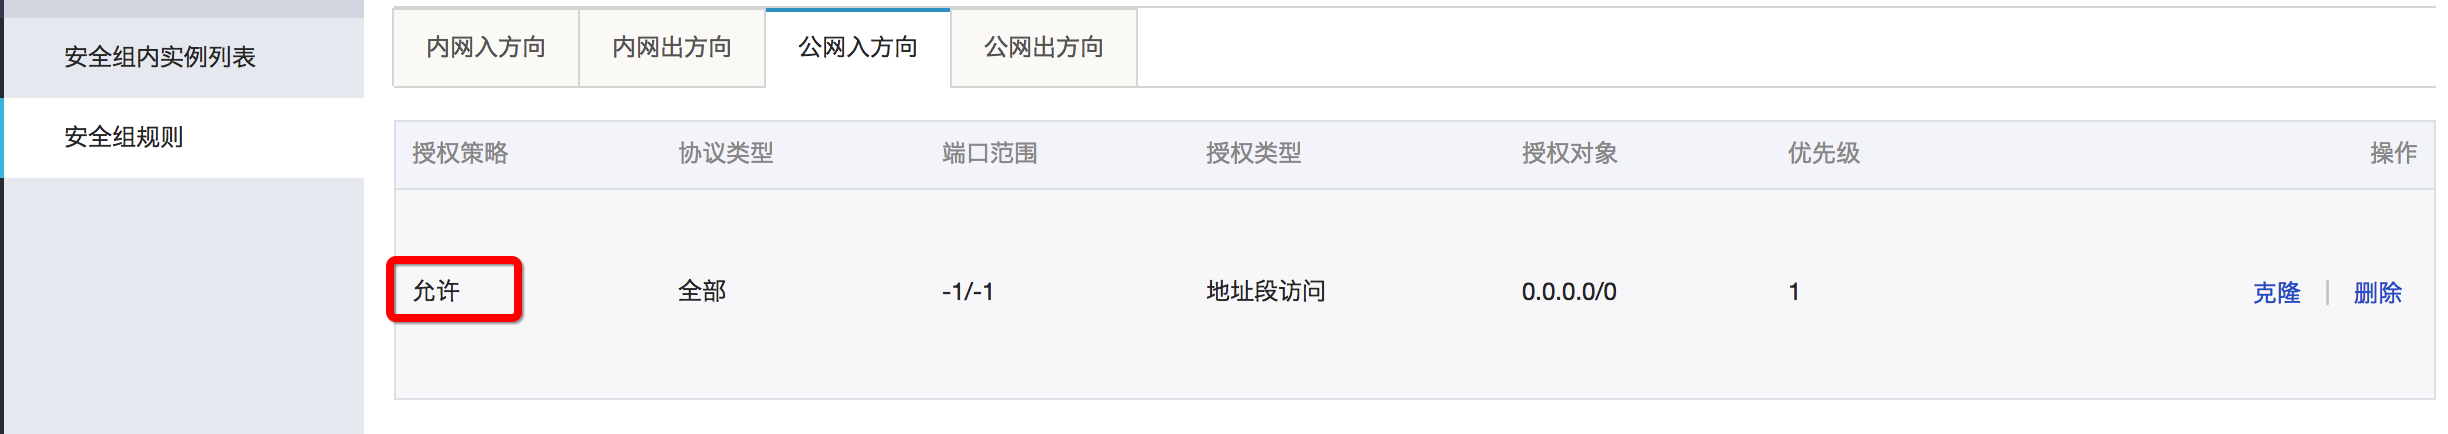 安全组内实例列表
安全组规则
内网入方向 内网出方向 公网入方向 公网出方向
授权策略 协议类型 端口范围 授权类型 授权对象 优先级 操作
允许 全部 -1/-1 地址段访问 0.0.0.0/0 1 克隆 | 删除